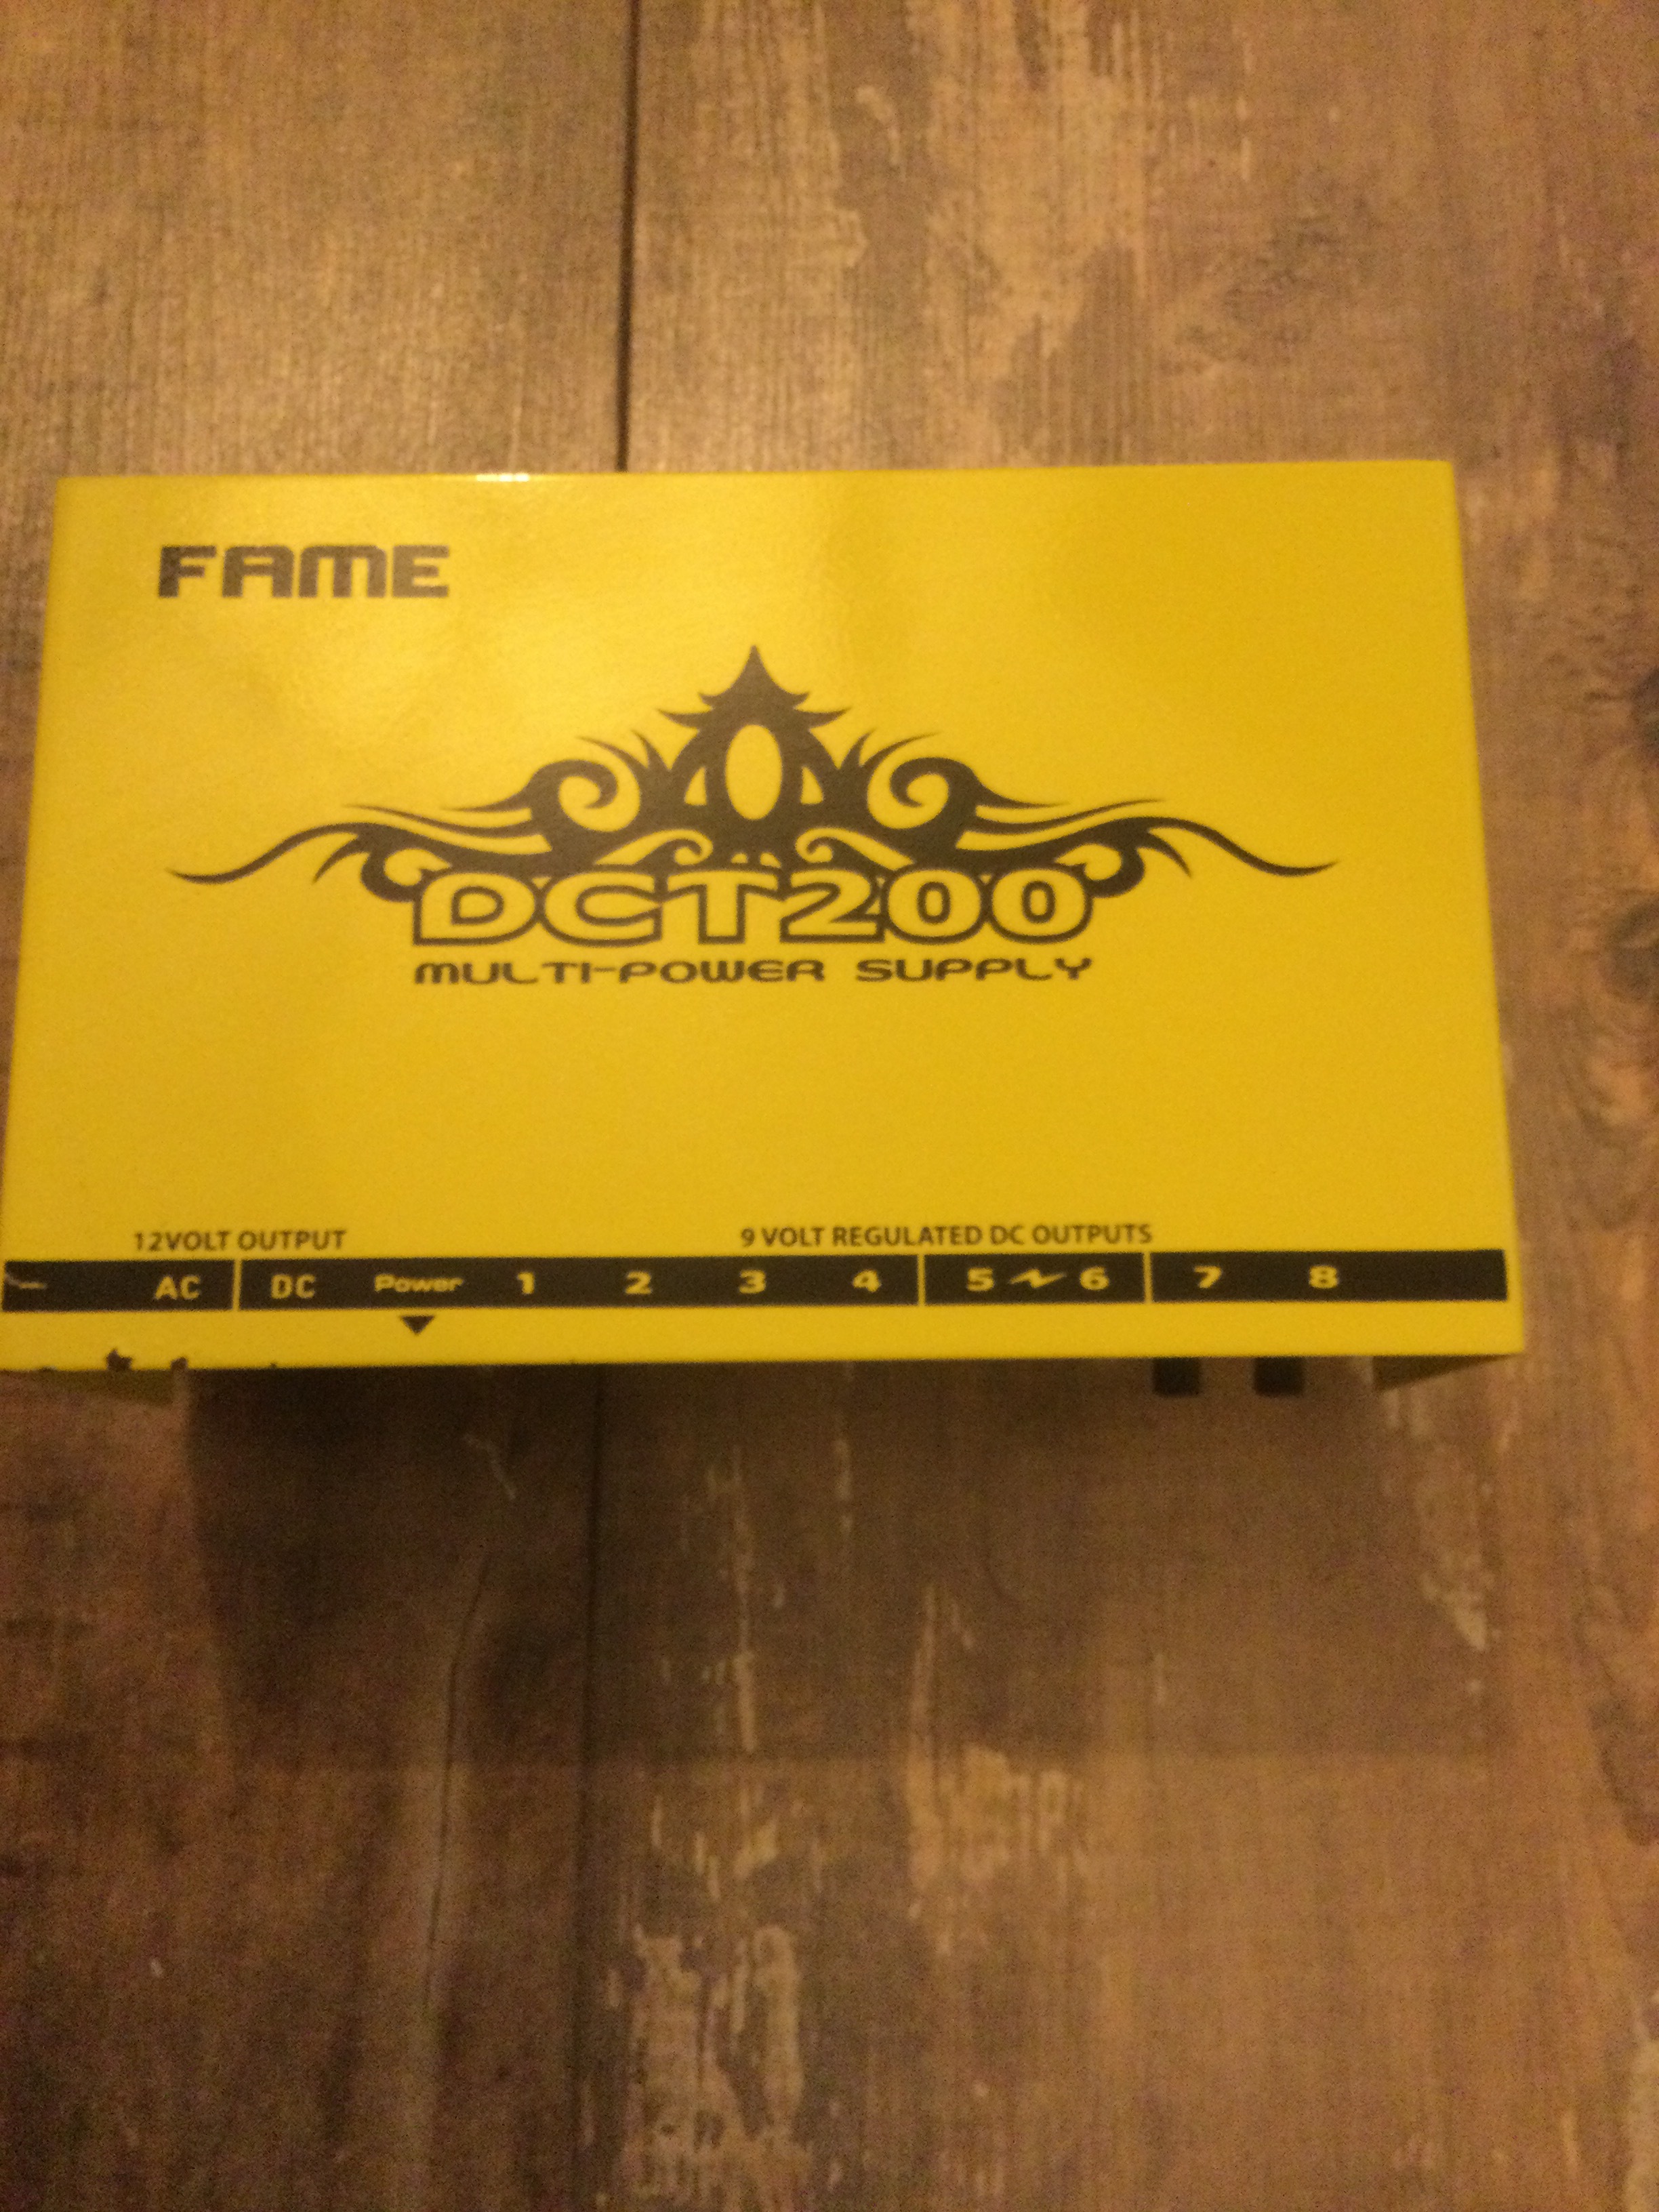 FAME
DCT200
MULTI-POWER SUPPLY
12VOLT OUTPUT
9 VOLT REGULATED DC OUTPUTS
AC DC Power 1 2 3 4 5 6 7 8